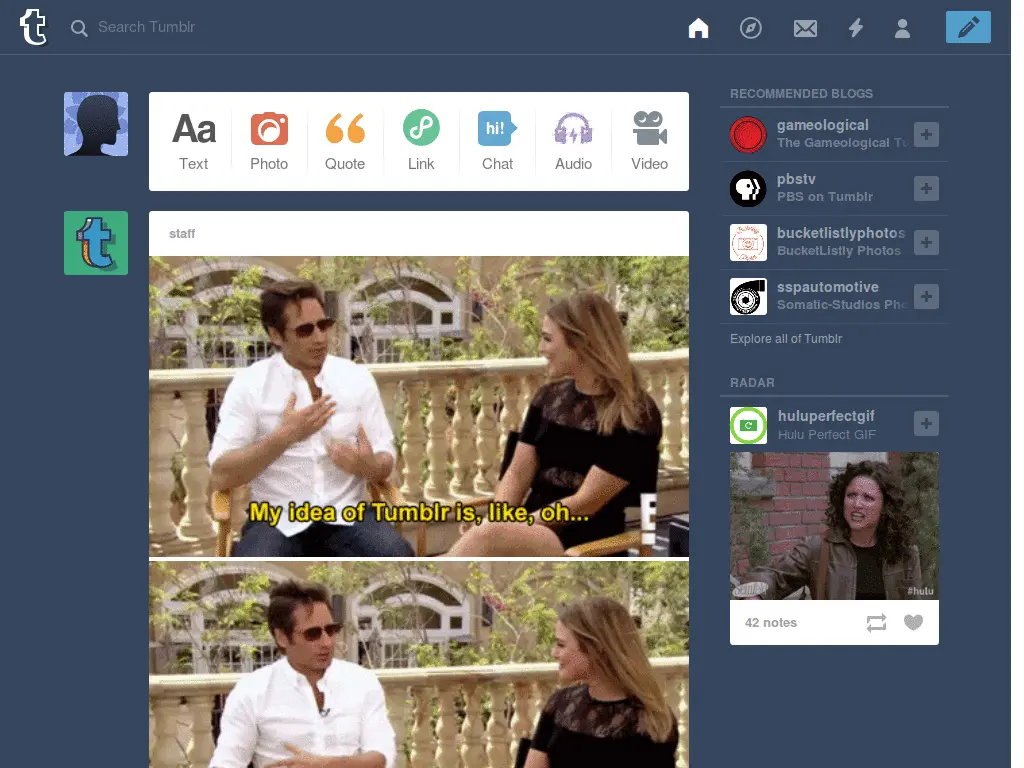 Search Tumblr
Aa
Text
Photo
Quote
Link
hi!
Chat
Audio
Video
staff
My idea of Tumblr is, like, oh...
RECOMMENDED BLOGS
gameological
The Gameological
pbstv
PBS on Tumblr
bucketlistlyphotos
BucketListly Photos
sspautomotive
Somatic-Studios Pho
Explore all of Tumblr
RADAR
huluperfectgif
Hulu Perfect GIF
#hulu
42 notes